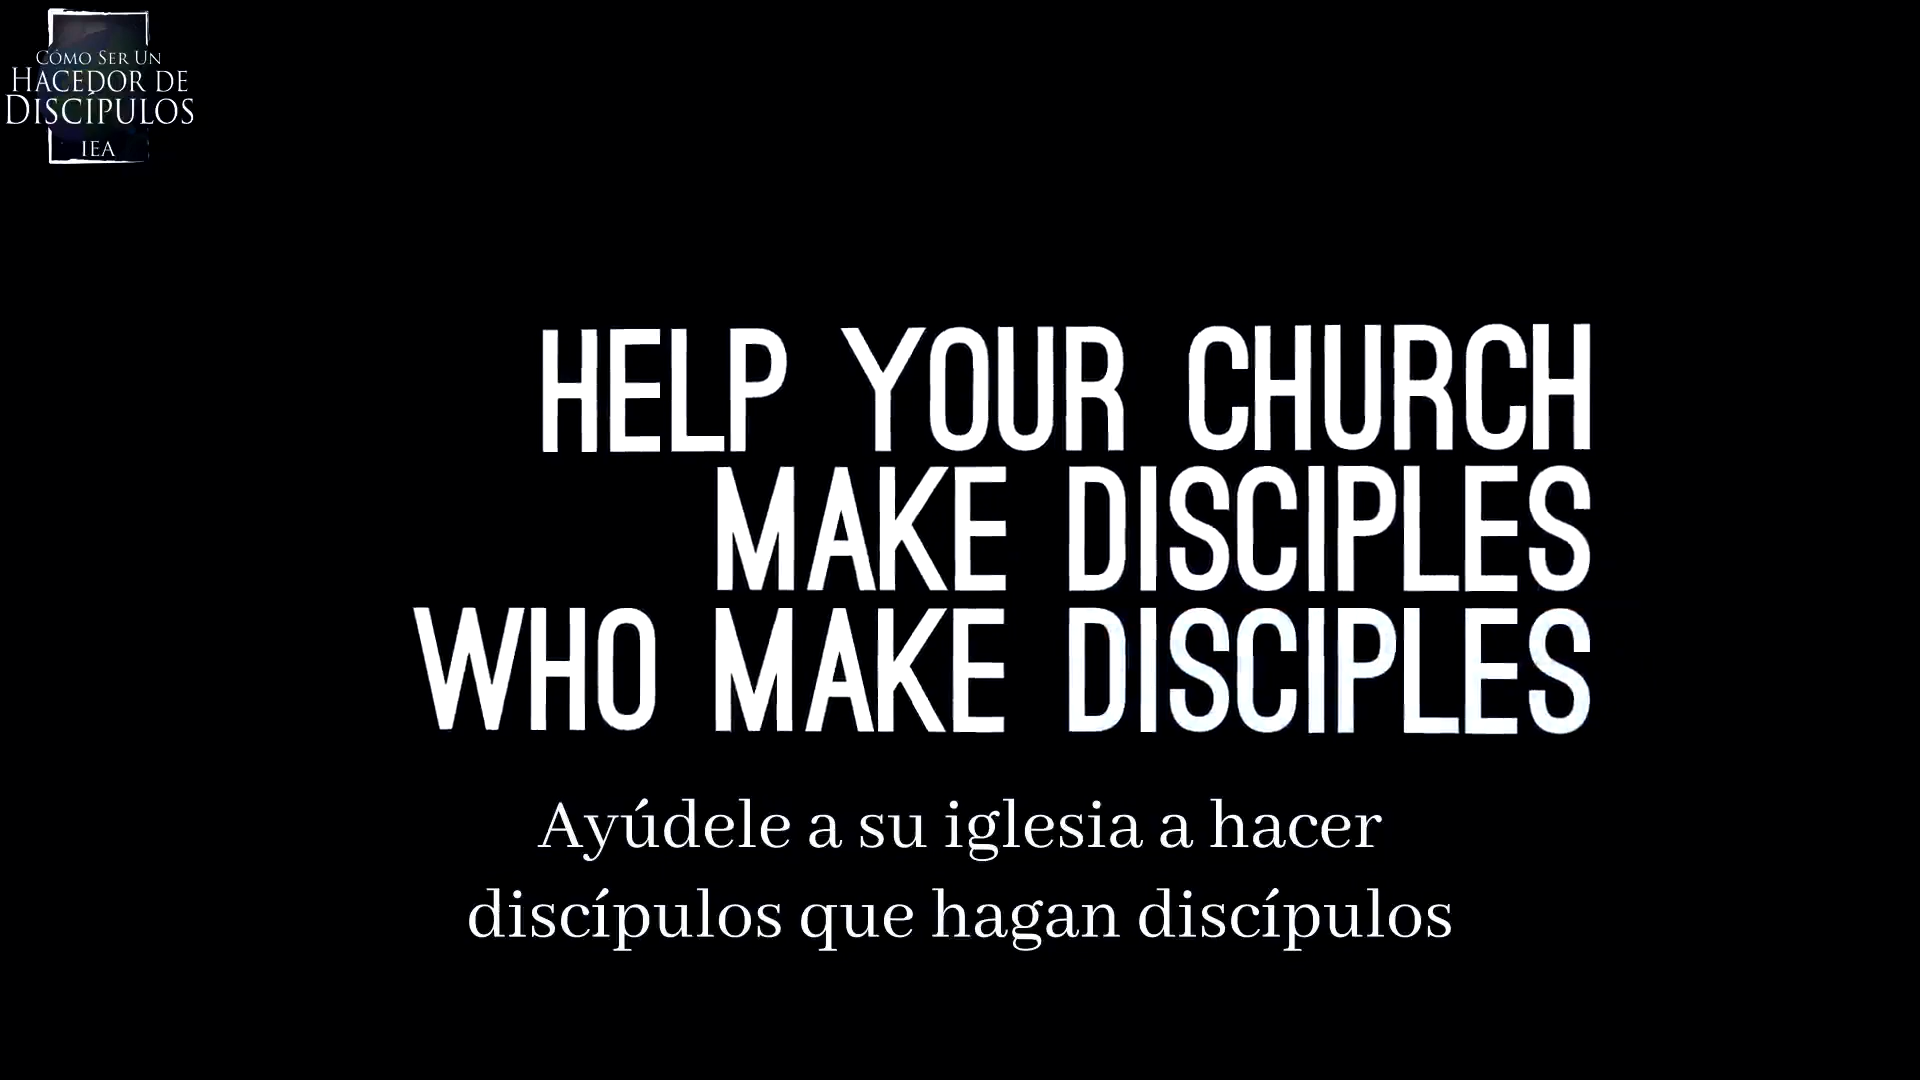 CÓMO SER UN
HACEDOR DE
DISCÍPULOS
IEA
HELP YOUR CHURCH
MAKE DISCIPLES
WHO MAKE DISCIPLES
Ayúdele a su iglesia a hacer
discípulos que hagan discípulos